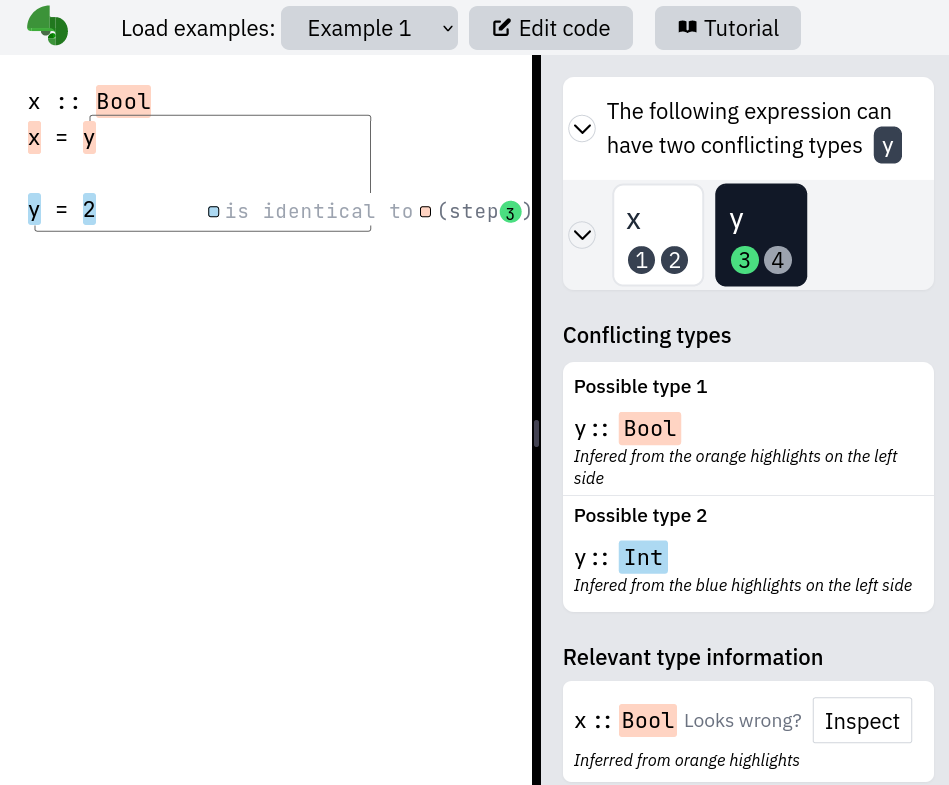 Load examples: Example 1 Edit code Tutorial
x :: Bool
x = y
y = 2 is identical to (step 3)
The following expression can
have two conflicting types y
x y
1 2 3 4
Conflicting types
Possible type 1
y :: Bool
Infered from the orange highlights on the left
side
Possible type 2
y :: Int
Infered from the blue highlights on the left side
Relevant type information
x :: Bool Looks wrong? Inspect
Inferred from orange highlights